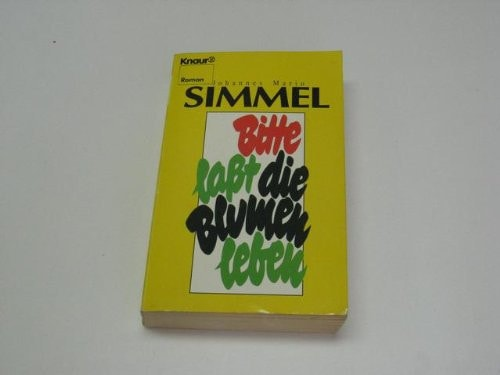 Knaur
Roman
Johannes Mario
SIMMEL
Bitte
laßt die
Blumen
leben